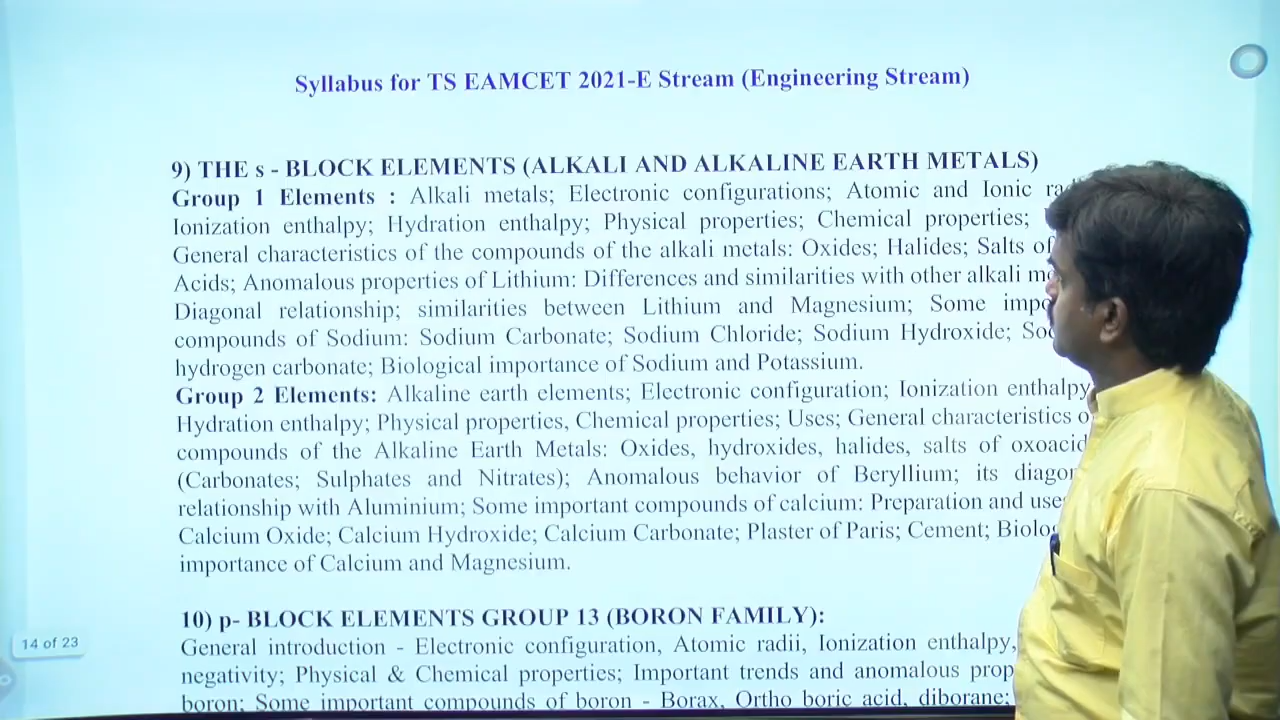 Syllabus for TS EAMCET 2021-E Stream (Engineering Stream)
9) THE s - BLOCK ELEMENTS (ALKALI AND ALKALINE EARTH METALS)
Group 1 Elements : Alkali metals; Electronic configurations; Atomic and Ionic
Ionization enthalpy; Hydration enthalpy; Physical properties; Chemical properties;
General characteristics of the compounds of the alkali metals: Oxides; Halides; Salts of
Acids; Anomalous properties of Lithium: Differences and similarities with other alkali
Diagonal relationship; similarities between Lithium and Magnesium; Some
compounds of Sodium: Sodium Carbonate; Sodium Chloride; Sodium Hydroxide;
hydrogen carbonate; Biological importance of Sodium and Potassium.
Group 2 Elements: Alkaline earth elements; Electronic configuration; Ionization enthalpy
Hydration enthalpy; Physical properties, Chemical properties; Uses; General characteristics
compounds of the Alkaline Earth Metals: Oxides, hydroxides, halides, salts of oxoacid
(Carbonates; Sulphates and Nitrates); Anomalous behavior of Beryllium; its
relationship with Aluminium; Some important compounds of calcium: Preparation and use
Calcium Oxide; Calcium Hydroxide; Calcium Carbonate; Plaster of Paris; Cement;
importance of Calcium and Magnesium.
10) p- BLOCK ELEMENTS GROUP 13 (BORON FAMILY):
General introduction - Electronic configuration, Atomic radii, Ionization enthalpy,
negativity; Physical & Chemical properties; Important trends and anomalous
boron; Some important compounds of boron - Borax, Ortho boric acid, diborane;
14 of 23